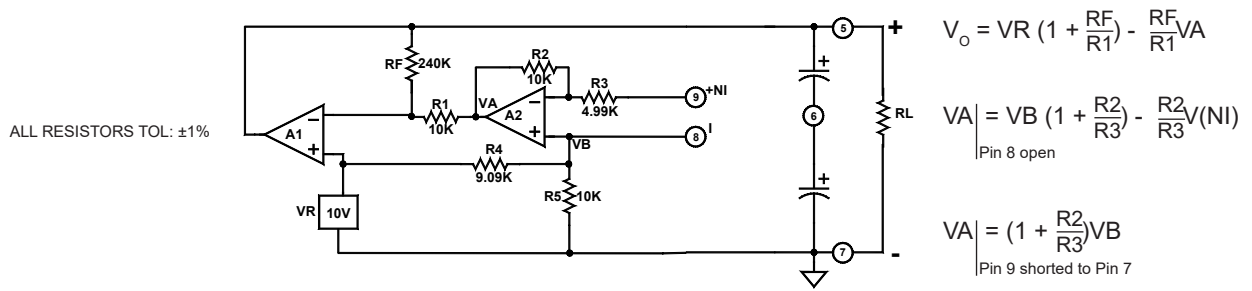 ALL RESISTORS TOL: ±1%
RF 240K
R1
10K
VA
R2
10K
R3
4.99K
9 +NI
8 I
A1
−
+
A2
−
+
VB
R4
9.09K
R5 10K
VR 10V
5
+
+
6
+
7
-
RL
V_O = VR (1 + RF/R1) - RF/R1 VA
VA| = VB (1 + R2/R3) - R2/R3 V(NI)
Pin 8 open
VA| = (1 + R2/R3)VB
Pin 9 shorted to Pin 7